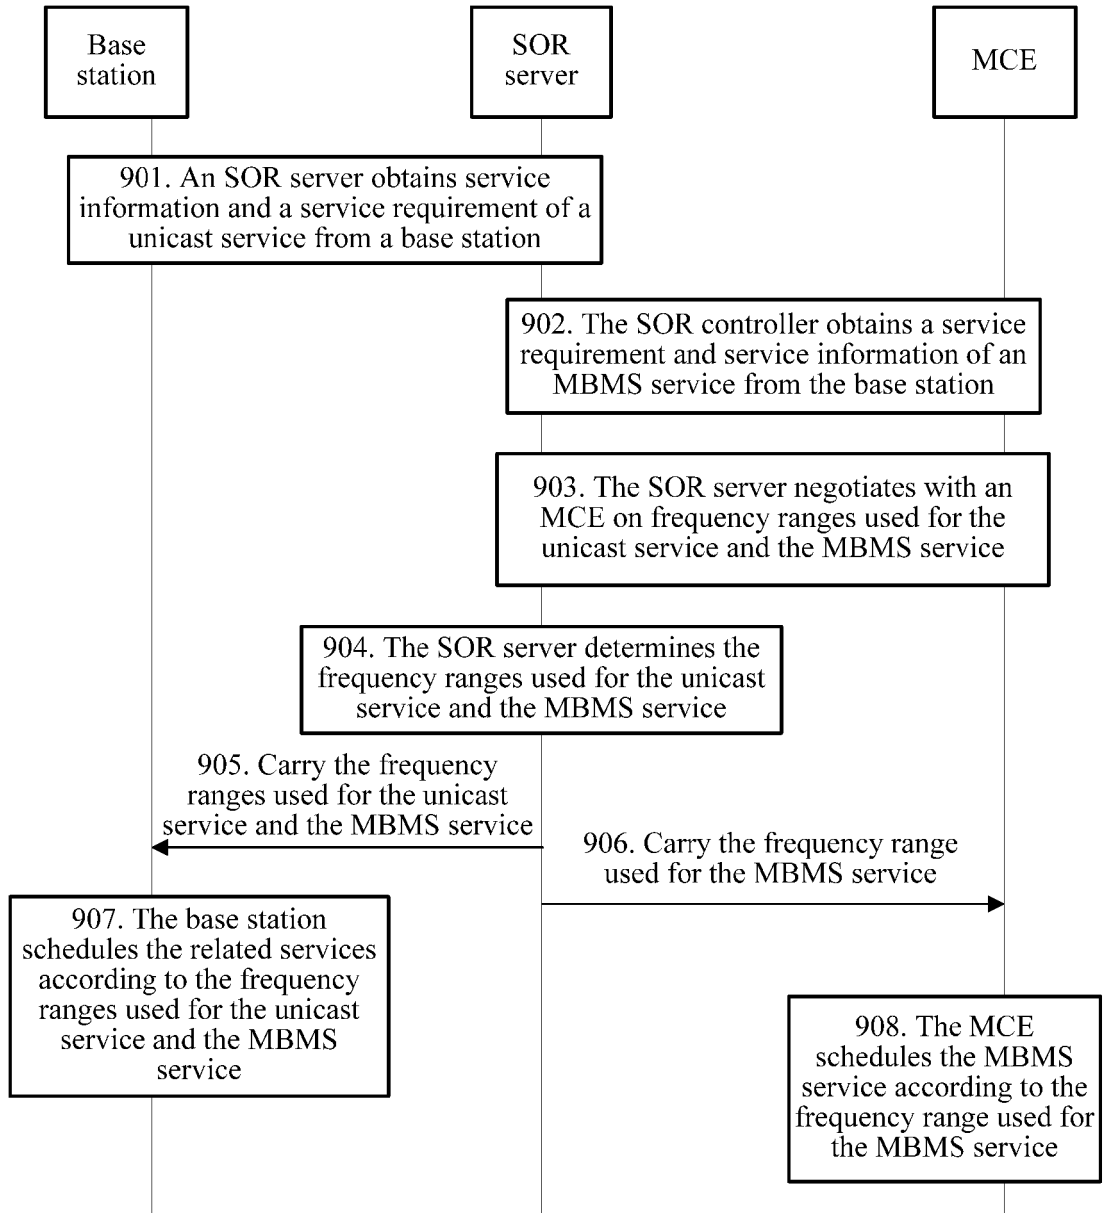 Base
station
SOR
server
MCE
901. An SOR server obtains service
information and a service requirement of a
unicast service from a base station
902. The SOR controller obtains a service
requirement and service information of an
MBMS service from the base station
903. The SOR server negotiates with an
MCE on frequency ranges used for the
unicast service and the MBMS service
904. The SOR server determines the
frequency ranges used for the unicast
service and the MBMS service
905. Carry the frequency
ranges used for the unicast
service and the MBMS service
906. Carry the frequency range
used for the MBMS service
907. The base station
schedules the related services
according to the frequency
ranges used for the unicast
service and the MBMS
service
908. The MCE
schedules the MBMS
service according to the
frequency range used for
the MBMS service